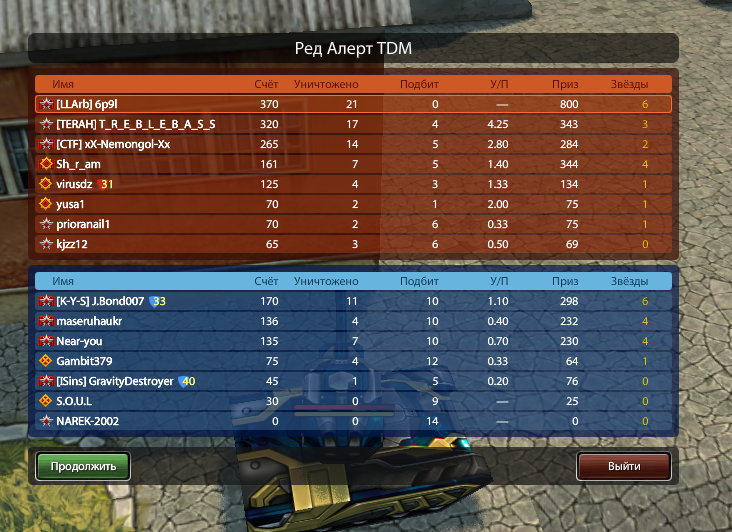 Ред Алерт TDM
Имя Счёт Уничтожено Подбит У/П Приз Звёзды
[LLArb] 6p9l 370 21 0 — 800 6
[TERAH] T_R_E_B_L_E_B_A_S_S 320 17 4 4.25 343 3
[CTF] xX-Nemongol-Xx 265 14 5 2.80 284 2
Sh_r_am 161 7 5 1.40 344 4
virusdz 31 125 4 3 1.33 134 1
yusa1 70 2 1 2.00 75 1
prioranail1 70 2 6 0.33 75 1
kjzz12 65 3 6 0.50 69 0
Имя Счёт Уничтожено Подбит У/П Приз Звёзды
[K-Y-S] J.Bond007 33 170 11 10 1.10 298 6
maseruhaukr 136 4 10 0.40 232 4
Near-you 135 7 10 0.70 230 4
Gambit379 75 4 12 0.33 64 1
[ISins] GravityDestroyer 40 45 1 5 0.20 76 0
S.O.U.L 30 0 9 — 25 0
NAREK-2002 0 0 14 — 0 0
Продолжить Выйти